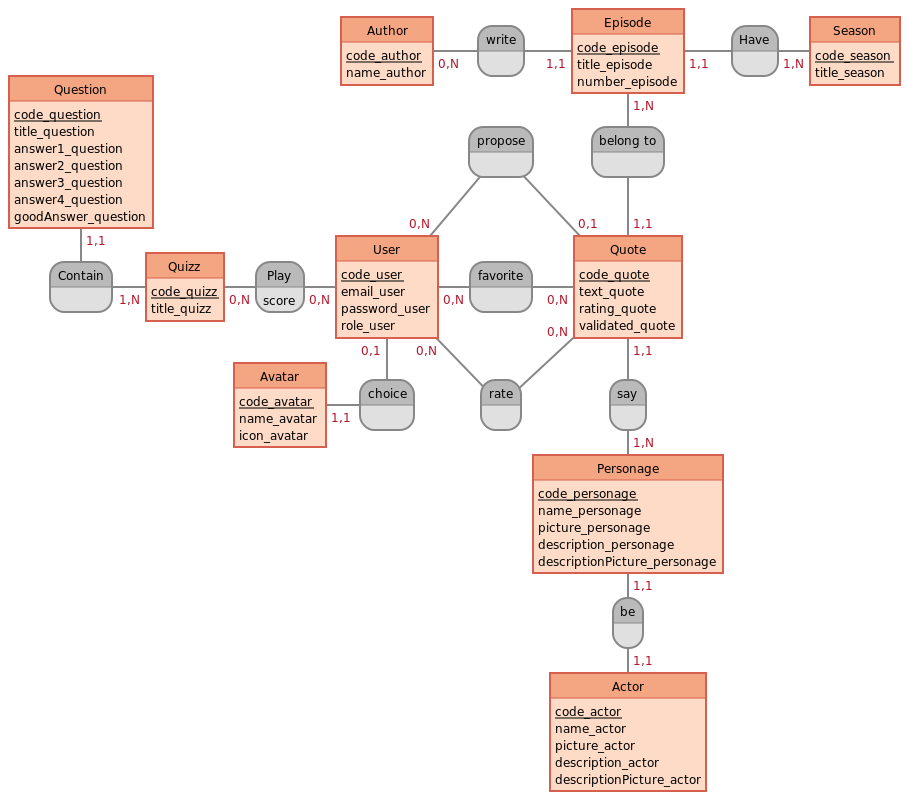 Author
code_author
name_author
0,N
write
1,1
Episode
code_episode
title_episode
number_episode
1,1
Have
1,N
Season
code_season
title_season
1,N
Question
code_question
title_question
answer1_question
answer2_question
answer3_question
answer4_question
goodAnswer_question
1,1
propose
belong to
0,N
0,1
1,1
Contain
1,N
Quizz
code_quizz
title_quizz
0,N
Play
score
0,N
User
code_user
email_user
password_user
role_user
0,N
favorite
0,N
Quote
code_quote
text_quote
rating_quote
validated_quote
0,N
0,1
0,N
1,1
Avatar
code_avatar
name_avatar
icon_avatar
1,1
choice
rate
say
1,N
Personage
code_personage
name_personage
picture_personage
description_personage
descriptionPicture_personage
1,1
be
1,1
Actor
code_actor
name_actor
picture_actor
description_actor
descriptionPicture_actor